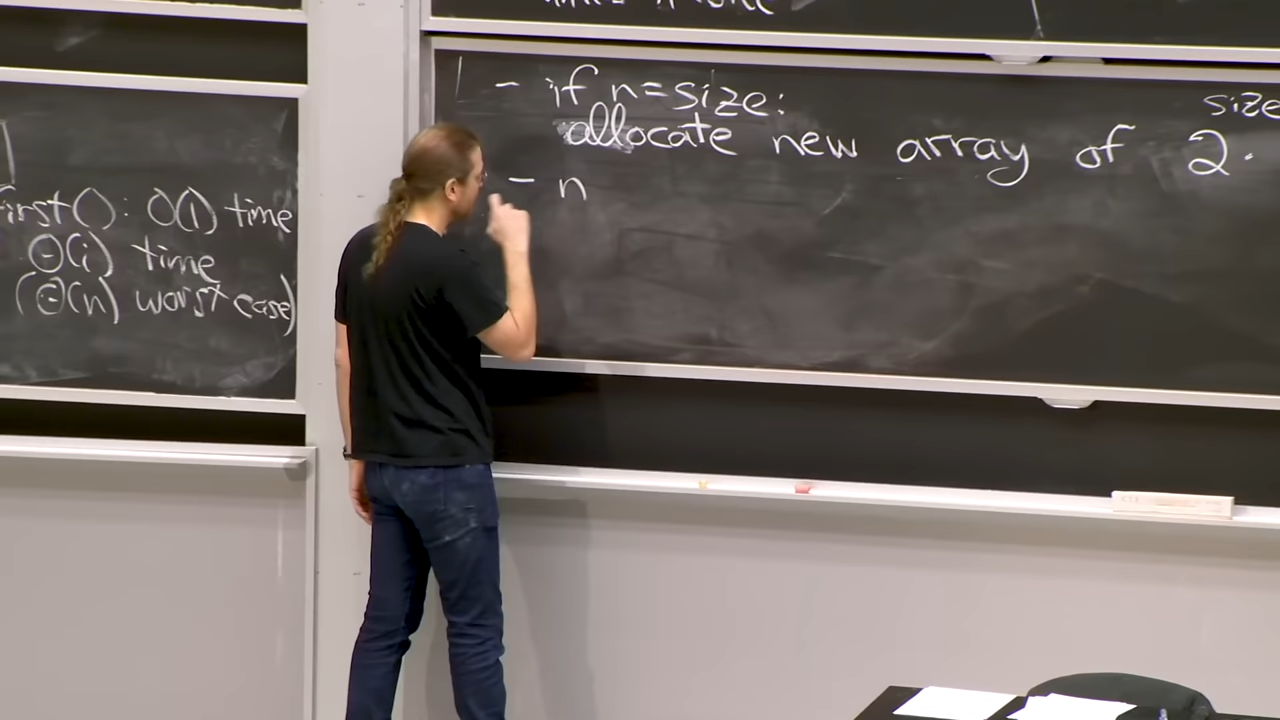 first(): O(1) time
Θ(i) time
(Θ(n) worst case)
- if n=size:
allocate new array of 2·
size
- n